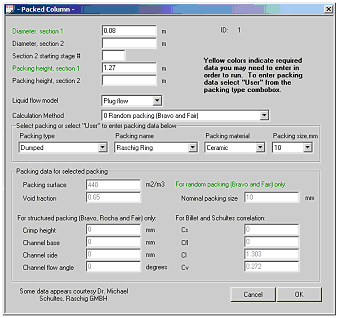 - Packed Column -
Diameter, section 1 0.08 m ID: 1
Diameter, section 2 m
Section 2 starting stage #
Packing height, section 1 1.27 m
Packing height, section 2 m
Yellow colors indicate required
data you may need to enter in
order to run. To enter packing
data select "User" from the
packing type combobox.
Liquid flow model Plug flow
Calculation Method 0 Random packing (Bravo and Fair)
Select packing or select "User" to enter packing data below
Packing type Packing name Packing material Packing size,mm
Dumped Raschig Ring Ceramic 10
Packing data for selected packing
Packing surface 440 m2/m3 For random packing (Bravo and Fair) only:
Void fraction 0.65 Nominal packing size 10 mm
For structured packing (Bravo, Rocha and Fair) only: For Billet and Schultes correlation:
Crimp height 0 mm Cs 0
Channel base 0 mm Cfl 0
Channel side 0 mm Cl 1.303
Channel flow angle 0 degrees Cv 0.272
Some data appears courtesy Dr. Michael
Schultes, Raschig GMBH
Cancel OK